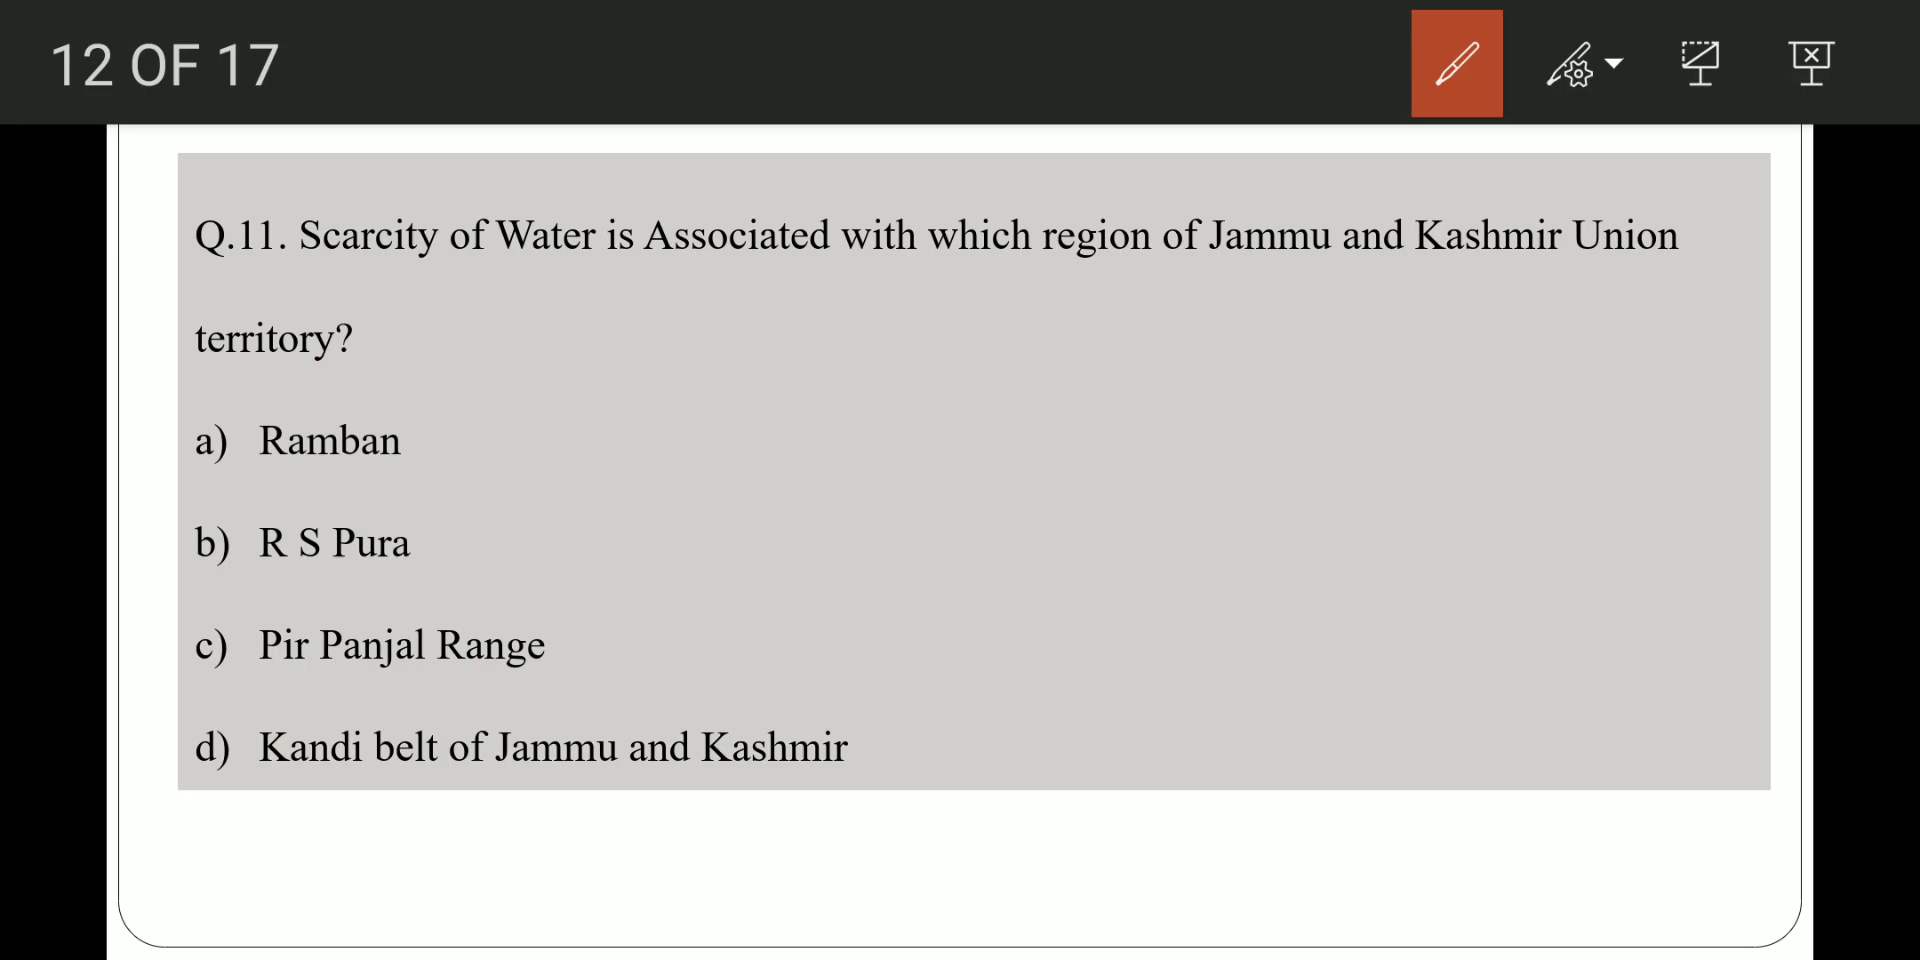 12 OF 17
Q.11. Scarcity of Water is Associated with which region of Jammu and Kashmir Union
territory?
a) Ramban
b) R S Pura
c) Pir Panjal Range
d) Kandi belt of Jammu and Kashmir